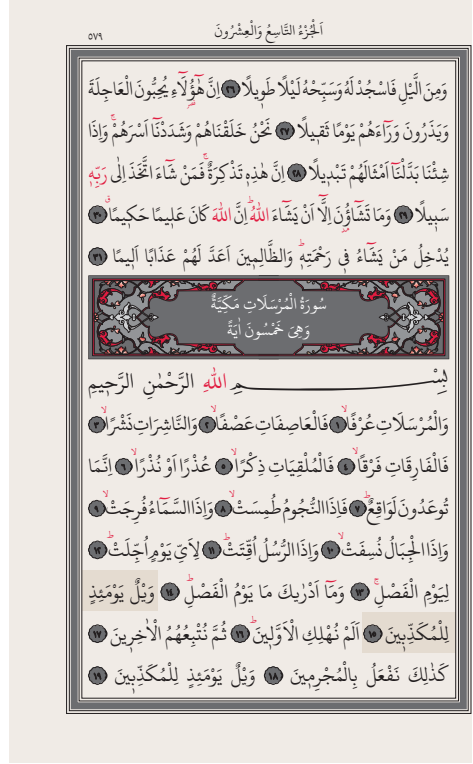 اَلْجُزْءُ التَّاسِعُ وَالْعِشْرُونَ
٥٧٩
وَمِنَ الَّيْلِ فَاسْجُدْ لَهُ وَسَبِّحْهُ لَيْلًا طَوِيلًا ﴿٢٦﴾ اِنَّ هٰٓؤُ۬لَٓاءِ يُحِبُّونَ الْعَاجِلَةَ
وَيَذَرُونَ وَرَٓاءَهُمْ يَوْمًا ثَقِيلًا ﴿٢٧﴾ نَحْنُ خَلَقْنَاهُمْ وَشَدَدْنَٓا اَسْرَهُمْۚ وَاِذَا
شِئْنَا بَدَّلْنَٓا اَمْثَالَهُمْ تَبْدِيلًا ﴿٢٨﴾ اِنَّ هٰذِهٖ تَذْكِرَةٌۚ فَمَنْ شَٓاءَ اتَّخَذَ اِلٰى رَبِّهٖ
سَبِيلًا ﴿٢٩﴾ وَمَا تَشَٓاؤُ۫نَ اِلَّٓا اَنْ يَشَٓاءَ اللّٰهُۜ اِنَّ اللّٰهَ كَانَ عَلِيمًا حَكِيمًاۗ ﴿٣٠﴾
يُدْخِلُ مَنْ يَشَٓاءُ فِى رَحْمَتِهٖۜ وَالظَّالِمِينَ اَعَدَّ لَهُمْ عَذَابًا اَلِيمًا ﴿٣١﴾
سُورَةُ الْمُرْسَلَاتِ مَكِّيَّةٌ
وَهِىَ خَمْسُونَ اٰيَةً
بِسْمِ اللّٰهِ الرَّحْمٰنِ الرَّحِيمِ
وَالْمُرْسَلَاتِ عُرْفًاۙ ﴿١﴾ فَالْعَاصِفَاتِ عَصْفًاۙ ﴿٢﴾ وَالنَّاشِرَاتِ نَشْرًاۙ ﴿٣﴾
فَالْفَارِقَاتِ فَرْقًاۙ ﴿٤﴾ فَالْمُلْقِيَاتِ ذِكْرًاۙ ﴿٥﴾ عُذْرًا اَوْ نُذْرًاۙ ﴿٦﴾ اِنَّمَا
تُوعَدُونَ لَوَاقِعٌۜ ﴿٧﴾ فَاِذَا النُّجُومُ طُمِسَتْۙ ﴿٨﴾ وَاِذَا السَّمَٓاءُ فُرِجَتْۙ ﴿٩﴾
وَاِذَا الْجِبَالُ نُسِفَتْۙ ﴿١٠﴾ وَاِذَا الرُّسُلُ اُقِّتَتْۜ ﴿١١﴾ لِاَيِّ يَوْمٍ اُجِّلَتْۜ ﴿١٢﴾
لِيَوْمِ الْفَصْلِۚ ﴿١٣﴾ وَمَٓا اَدْرٰيكَ مَا يَوْمُ الْفَصْلِۜ ﴿١٤﴾ وَيْلٌ يَوْمَئِذٍ
لِلْمُكَذِّبِينَ ﴿١٥﴾ اَلَمْ نُهْلِكِ الْاَوَّلِينَۜ ﴿١٦﴾ ثُمَّ نُتْبِعُهُمُ الْاٰخِرِينَ ﴿١٧﴾
كَذٰلِكَ نَفْعَلُ بِالْمُجْرِمِينَ ﴿١٨﴾ وَيْلٌ يَوْمَئِذٍ لِلْمُكَذِّبِينَ ﴿١٩﴾